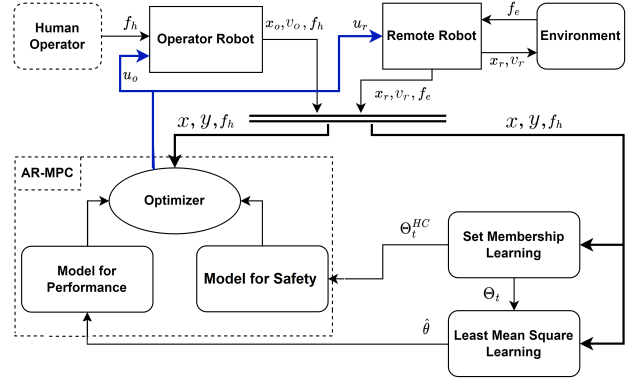 Human
Operator
f_h
Operator Robot
x_o, v_o, f_h
u_o
u_r
Remote Robot
f_e
x_r, v_r
Environment
x_r, v_r, f_e
x, y, f_h
x, y, f_h
AR-MPC
Optimizer
Model for
Performance
Model for Safety
Θ_t^{HC}
Set Membership
Learning
Θ_t
Least Mean Square
Learning
θ̂